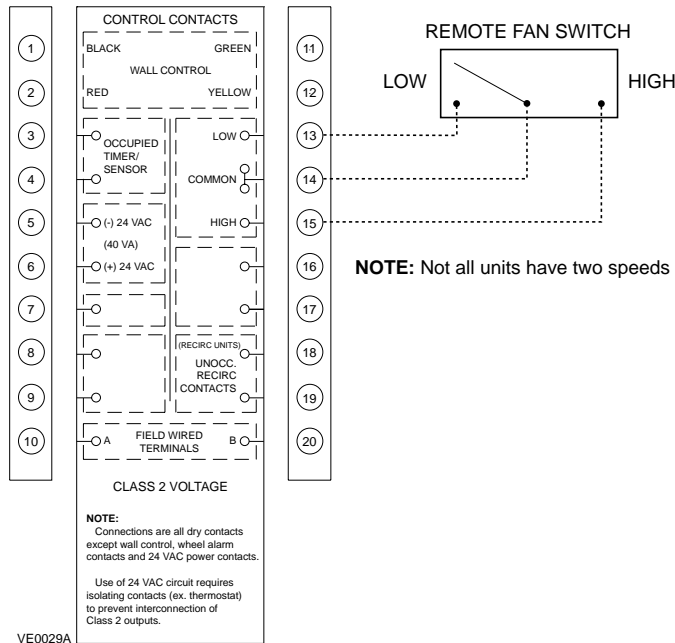 CONTROL CONTACTS
BLACK GREEN
WALL CONTROL
RED YELLOW
OCCUPIED
TIMER/
SENSOR
LOW
COMMON
HIGH
(-) 24 VAC
(40 VA)
(+) 24 VAC
(RECIRC UNITS)
UNOCC.
RECIRC
CONTACTS
A FIELD WIRED B
TERMINALS
CLASS 2 VOLTAGE
NOTE:
Connections are all dry contacts
except wall control, wheel alarm
contacts and 24 VAC power contacts.
Use of 24 VAC circuit requires
isolating contacts (ex. thermostat)
to prevent interconnection of
Class 2 outputs.
VE0029A
1
2
3
4
5
6
7
8
9
10
11
12
13
14
15
16
17
18
19
20
REMOTE FAN SWITCH
LOW HIGH
NOTE: Not all units have two speeds